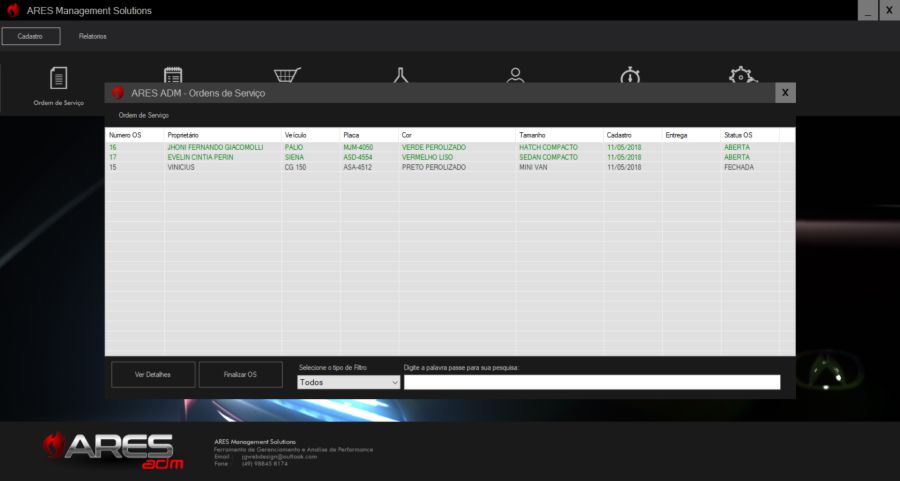 ARES Management Solutions
_ X
Cadastro Relatorios
Ordem de Serviço
ARES ADM - Ordens de Serviço X
Ordem de Serviço
Numero OS Proprietário Veículo Placa Cor Tamanho Cadastro Entrega Status OS
16 JHONI FERNANDO GIACOMOLLI PALIO MJM-4050 VERDE PEROLIZADO HATCH COMPACTO 11/05/2018 ABERTA
17 EVELIN CINTIA PERIN SIENA ASD-4554 VERMELHO LISO SEDAN COMPACTO 11/05/2018 ABERTA
15 VINICIUS CG 150 ASA-4512 PRETO PEROLIZADO MINI VAN 11/05/2018 FECHADA
Ver Detalhes Finalizar OS
Selecione o tipo de Filtro Digite a palavra passe para sua pesquisa:
Todos
ARES
adm
ARES Management Solutions
Ferramenta de Gerenciamento e Analise de Performance
Email : jgwebdesign@outlook.com
Fone : (49) 98845 8174